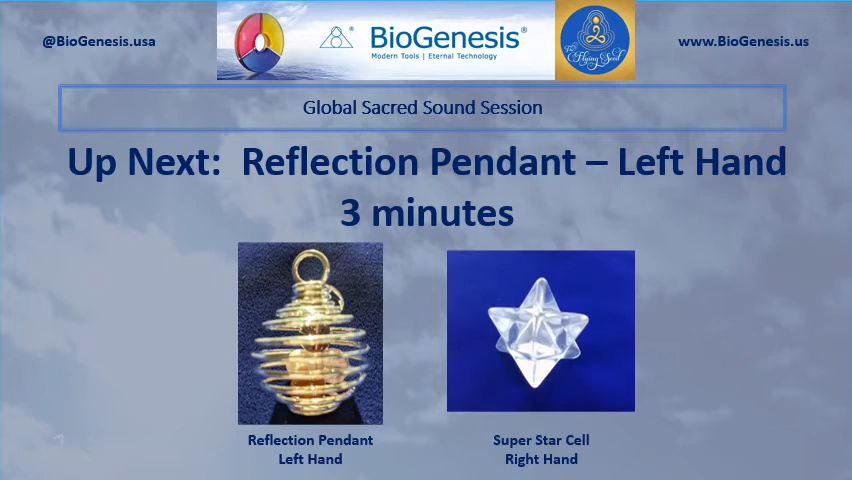 @BioGenesis.usa
BioGenesis®
Modern Tools | Eternal Technology
The
Flying Seed
www.BioGenesis.us
Global Sacred Sound Session
Up Next:  Reflection Pendant – Left Hand
3 minutes
Reflection Pendant
Left Hand
Super Star Cell
Right Hand